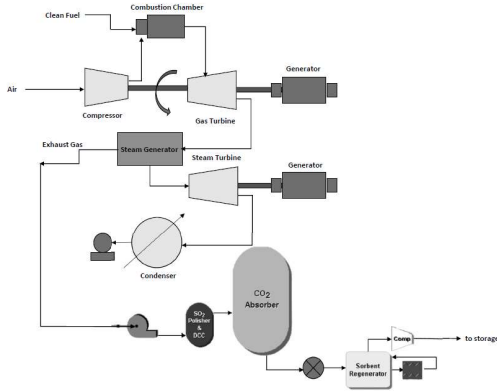 Combustion Chamber
Clean Fuel
Generator
Air
Compressor
Gas Turbine
Exhaust Gas
Steam Generator
Steam Turbine
Generator
Condenser
CO2
Absorber
SO2
Polisher
&
DCC
Comp
to storage
Sorbent
Regenerator